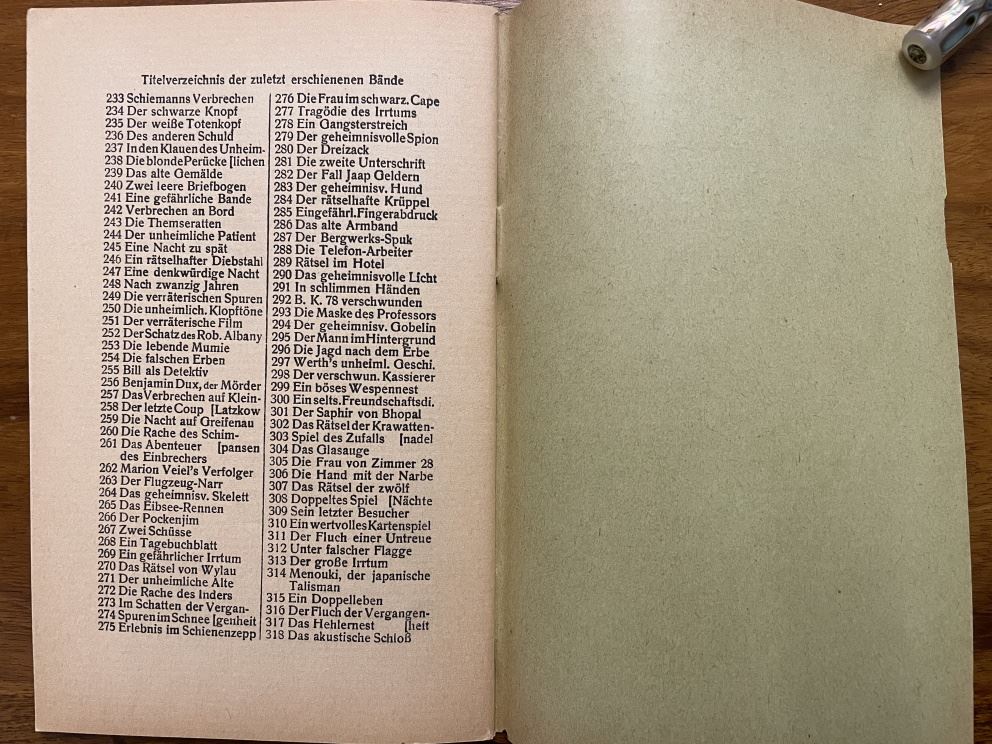 Titelverzeichnis der zuletzt erschienenen Bände
233 Schiemanns Verbrechen
234 Der schwarze Knopf
235 Der weiße Totenkopf
236 Des anderen Schuld
237 In den Klauen des Unheim-
238 Die blonde Perücke [lichen
239 Das alte Gemälde
240 Zwei leere Briefbogen
241 Eine gefährliche Bande
242 Verbrechen an Bord
243 Die Themseratten
244 Der unheimliche Patient
245 Eine Nacht zu spät
246 Ein rätselhafter Diebstahl
247 Eine denkwürdige Nacht
248 Nach zwanzig Jahren
249 Die verräterischen Spuren
250 Die unheimlich. Klopftöne
251 Der verräterische Film
252 Der Schatz des Rob. Albany
253 Die lebende Mumie
254 Die falschen Erben
255 Bill als Detektiv
256 Benjamin Dux, der Mörder
257 Das Verbrechen auf Klein-
258 Der letzte Coup [Latzkow
259 Die Nacht auf Greifenau
260 Die Rache des Schim-
261 Das Abenteuer [pansen
des Einbrechers
262 Marion Veiel's Verfolger
263 Der Flugzeug-Narr
264 Das geheimnisv. Skelett
265 Das Eibsee-Rennen
266 Der Pockenjim
267 Zwei Schüsse
268 Ein Tagebuchblatt
269 Ein gefährlicher Irrtum
270 Das Rätsel von Wylau
271 Der unheimliche Alte
272 Die Rache des Inders
273 Im Schatten der Vergan-
274 Spuren im Schnee [genheit
275 Erlebnis im Schienenzepp
276 Die Frau im schwarz. Cape
277 Tragödie des Irrtums
278 Ein Gangsterstreich
279 Der geheimnisvolle Spion
280 Der Dreizack
281 Die zweite Unterschrift
282 Der Fall Jaap Geldern
283 Der geheimnisv. Hund
284 Der rätselhafte Krüppel
285 Ein gefährl. Fingerabdruck
286 Das alte Armband
287 Der Bergwerks-Spuk
288 Die Telefon-Arbeiter
289 Rätsel im Hotel
290 Das geheimnisvolle Licht
291 In schlimmen Händen
292 B. K. 78 verschwunden
293 Die Maske des Professors
294 Der geheimnisv. Gobelin
295 Der Mann im Hintergrund
296 Die Jagd nach dem Erbe
297 Werth's unheiml. Geschi.
298 Der verschwun. Kassierer
299 Ein böses Wespennest
300 Ein selts. Freundschaftsdi.
301 Der Saphir von Bhopal
302 Das Rätsel der Krawatten-
303 Spiel des Zufalls [nadel
304 Das Glasauge
305 Die Frau von Zimmer 28
306 Die Hand mit der Narbe
307 Das Rätsel der zwölf
308 Doppeltes Spiel [Nächte
309 Sein letzter Besucher
310 Ein wertvolles Kartenspiel
311 Der Fluch einer Untreue
312 Unter falscher Flagge
313 Der große Irrtum
314 Menouki, der japanische
Talisman
315 Ein Doppelleben
316 Der Fluch der Vergangen-
317 Das Hehlernest [heit
318 Das akustische Schloß